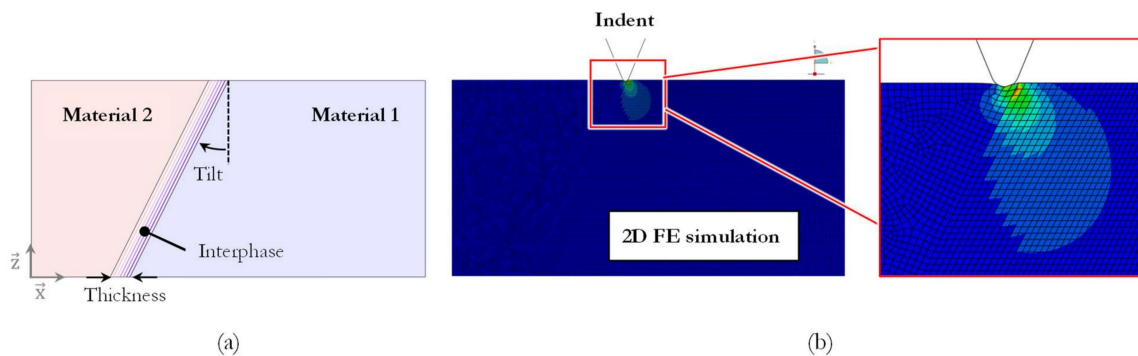 Indent
Material 2
Material 1
Tilt
Interphase
2D FE simulation
z
x
Thickness
(a)
(b)